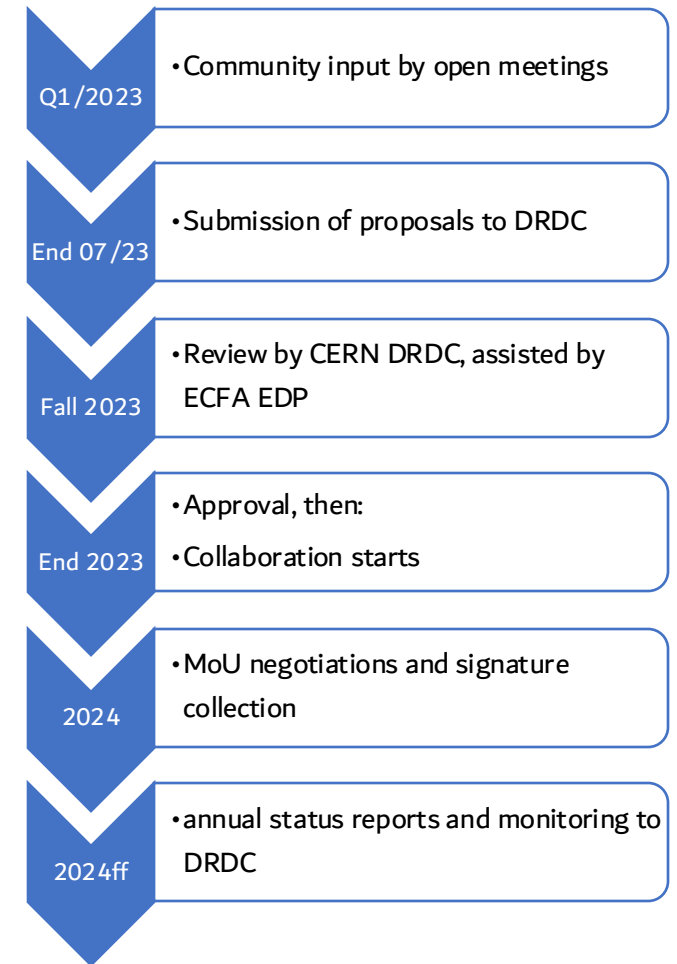 Q1/2023
•Community input by open meetings
End 07/23
•Submission of proposals to DRDC
Fall 2023
•Review by CERN DRDC, assisted by
ECFA EDP
End 2023
•Approval, then:
•Collaboration starts
2024
•MoU negotiations and signature
collection
2024ff
•annual status reports and monitoring to
DRDC